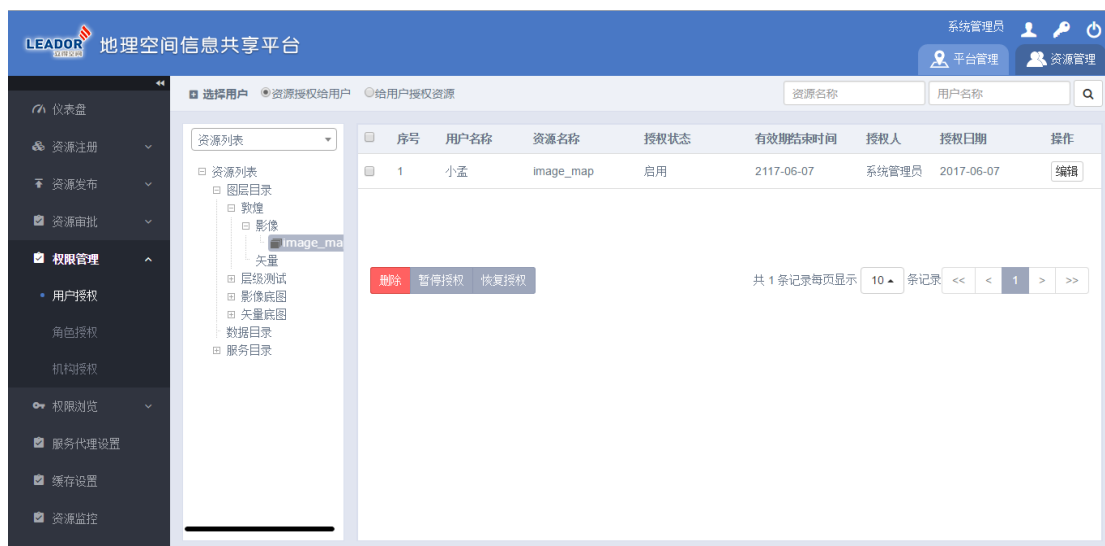 系统管理员
LEADOR 地理空间信息共享平台
立得空间
平台管理 资源管理
选择用户 资源授权给用户 给用户授权资源 资源名称 用户名称
仪表盘
资源注册
资源发布
资源审批
权限管理
用户授权
角色授权
机构授权
权限浏览
服务代理设置
缓存设置
资源监控
资源列表
资源列表
图层目录
敦煌
影像
image_ma
矢量
层级测试
影像底图
矢量底图
数据目录
服务目录
序号 用户名称 资源名称 授权状态 有效期结束时间 授权人 授权日期 操作
1 小孟 image_map 启用 2117-06-07 系统管理员 2017-06-07 编辑
删除 暂停授权 恢复授权 共 1 条记录每页显示 10 条记录 << < 1 > >>